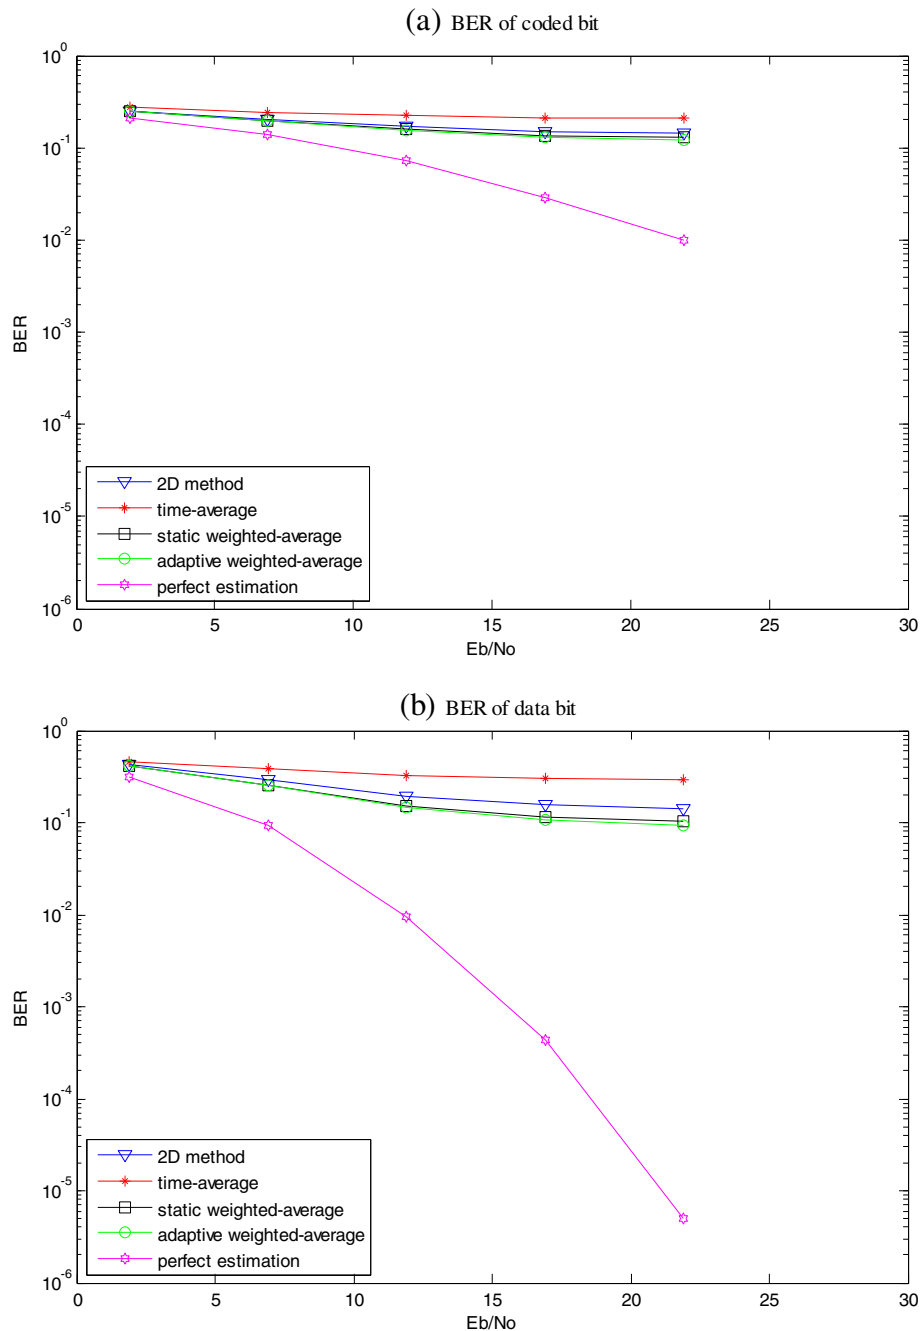 (a) BER of coded bit
10^0
10^-1
10^-2
10^-3
10^-4
10^-5
10^-6
BER
2D method
time-average
static weighted-average
adaptive weighted-average
perfect estimation
0 5 10 15 20 25 30
Eb/No
(b) BER of data bit
10^0
10^-1
10^-2
10^-3
10^-4
10^-5
10^-6
BER
2D method
time-average
static weighted-average
adaptive weighted-average
perfect estimation
0 5 10 15 20 25 30
Eb/No